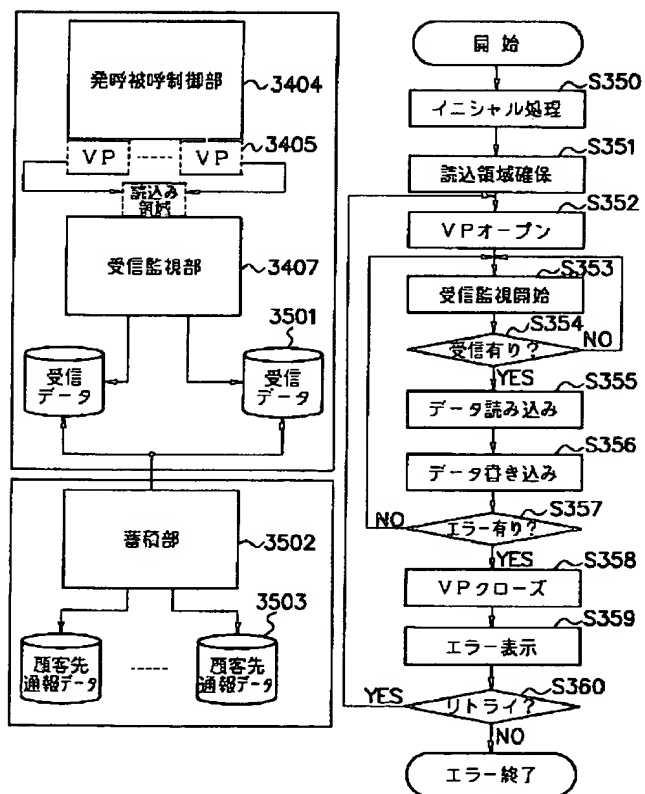 発呼被呼制御部
3404
3405
VP
VP
読込み
領域
受信監視部
3407
3501
受信
データ
受信
データ
蓄積部
3502
3503
顧客先
通報データ
顧客先
通報データ
開始
S350
イニシャル処理
S351
読込領域確保
S352
VPオープン
S353
受信監視開始
S354
受信有り?
NO
YES
S355
データ読み込み
S356
データ書き込み
S357
エラー有り?
NO
YES
S358
VPクローズ
S359
エラー表示
S360
リトライ?
YES
NO
エラー終了